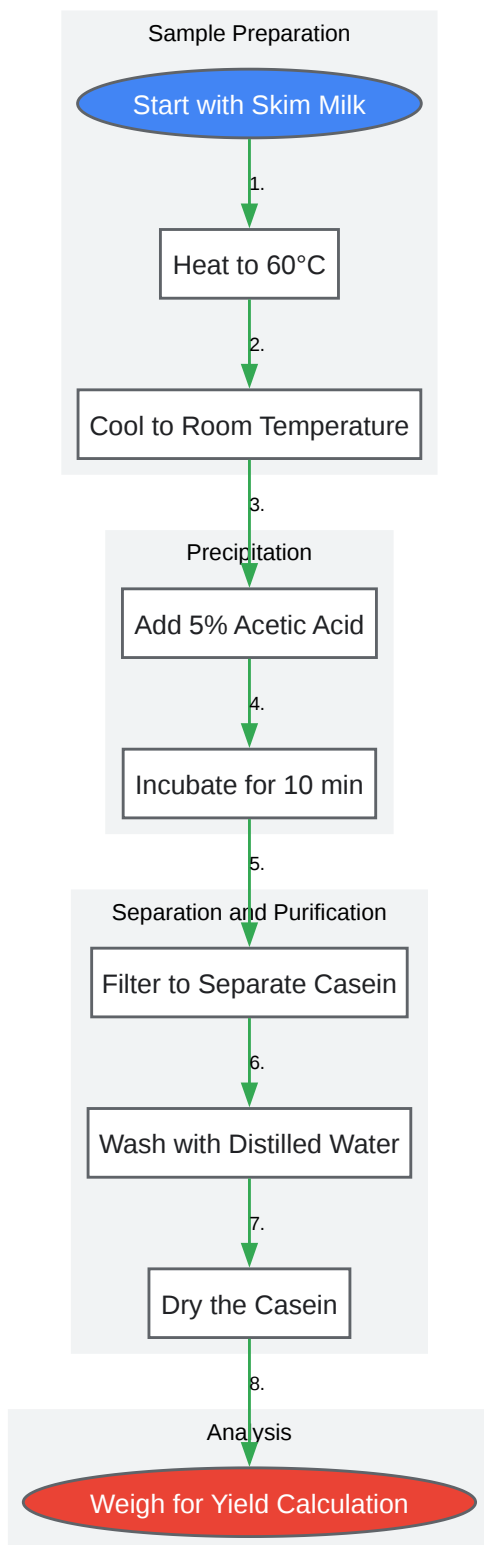 Sample Preparation
Start with Skim Milk
1.
Heat to 60°C
2.
Cool to Room Temperature
3.
Precipitation
Add 5% Acetic Acid
4.
Incubate for 10 min
5.
Separation and Purification
Filter to Separate Casein
6.
Wash with Distilled Water
7.
Dry the Casein
8.
Analysis
Weigh for Yield Calculation